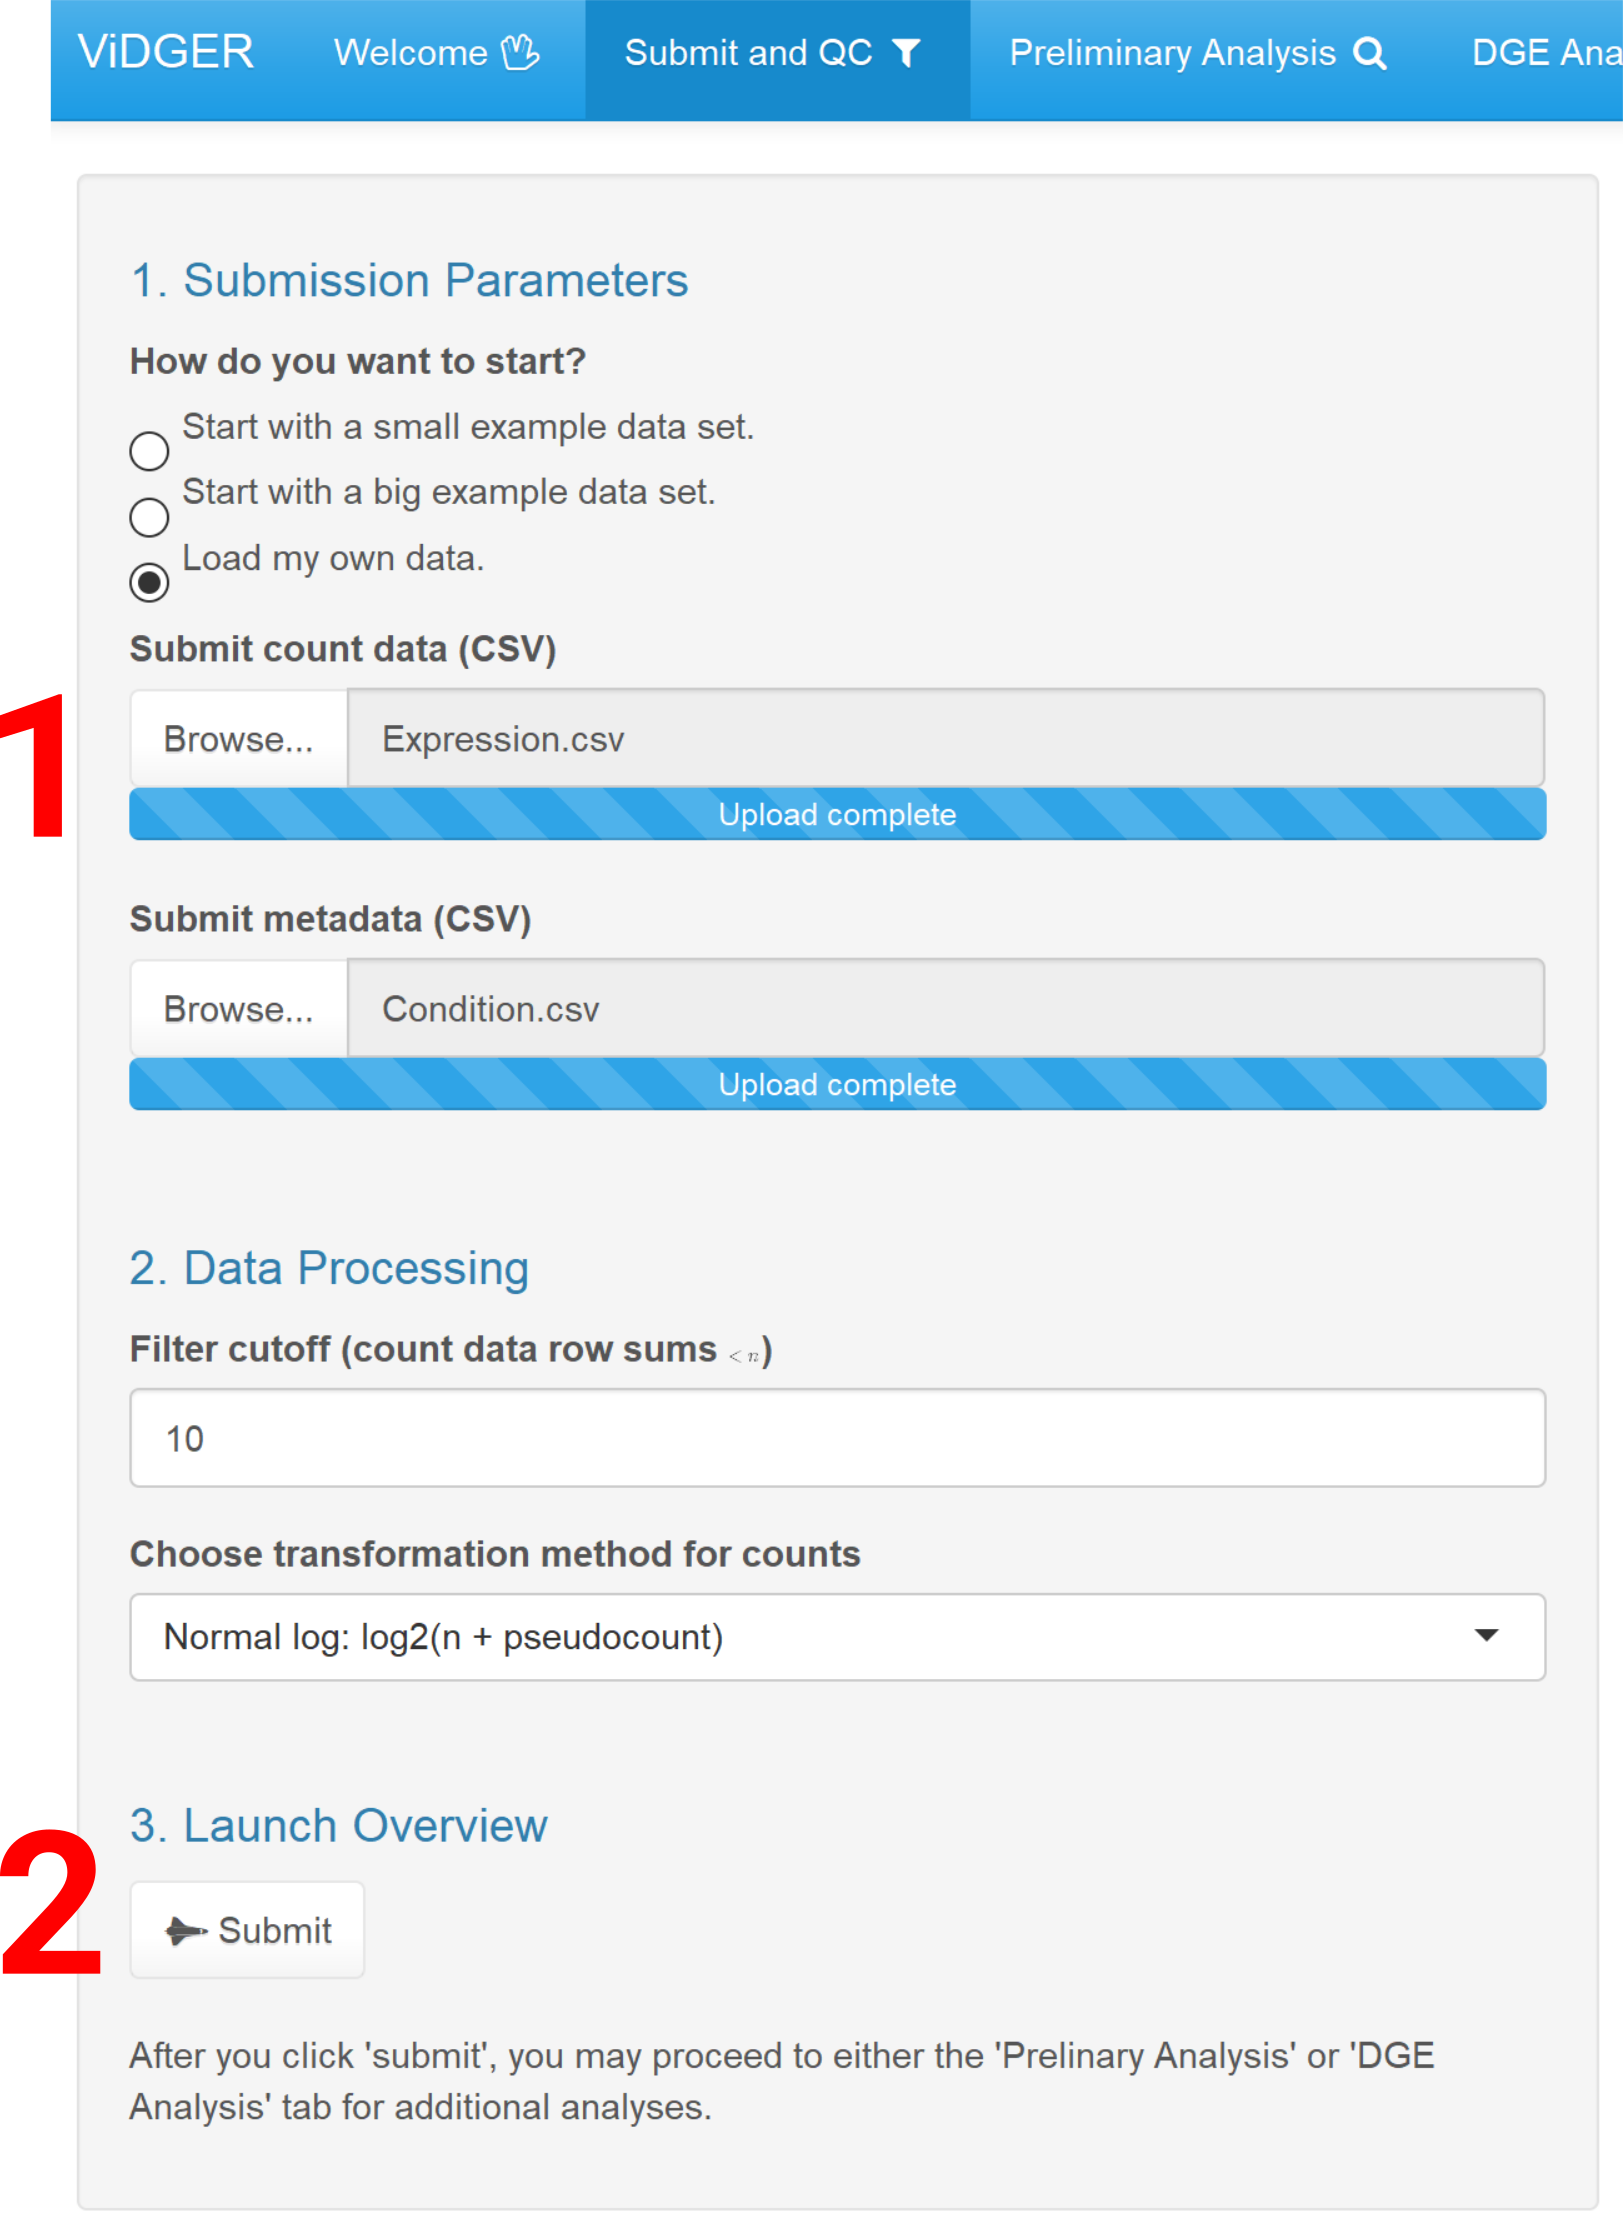 ViDGER Welcome Submit and QC Preliminary Analysis DGE Ana
1. Submission Parameters
How do you want to start?
Start with a small example data set.
Start with a big example data set.
Load my own data.
Submit count data (CSV)
1
Browse... Expression.csv
Upload complete
Submit metadata (CSV)
Browse... Condition.csv
Upload complete
2. Data Processing
Filter cutoff (count data row sums < n)
10
Choose transformation method for counts
Normal log: log2(n + pseudocount)
3. Launch Overview
2
Submit
After you click 'submit', you may proceed to either the 'Prelinary Analysis' or 'DGE
Analysis' tab for additional analyses.